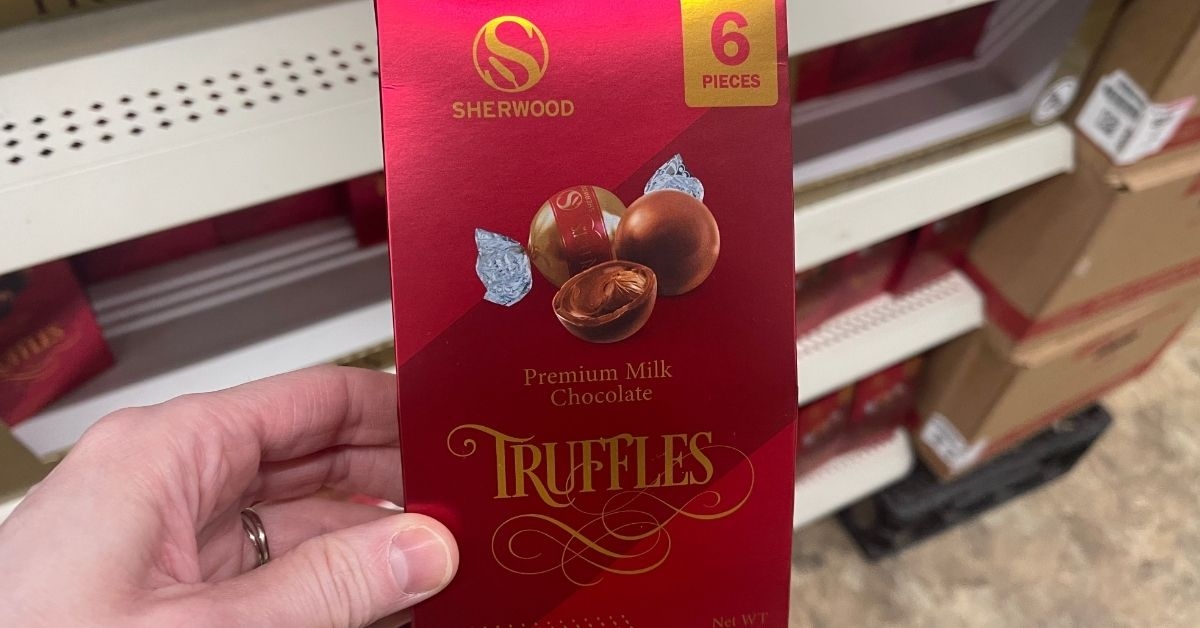 SHERWOOD
6
PIECES
Premium Milk
Chocolate
TRUFFLES
Net WT